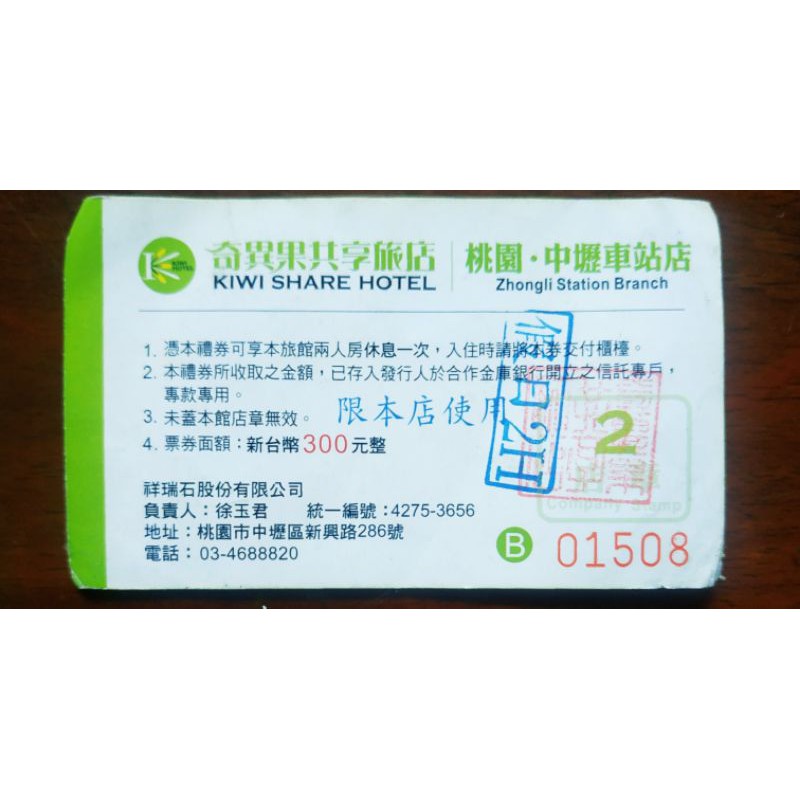 KIWI HOTEL
奇異果共享旅店 桃園·中壢車站店
KIWI SHARE HOTEL Zhongli Station Branch
1. 憑本禮券可享本旅館兩人房休息一次，入住時請將本券交付櫃檯。
2. 本禮券所收取之金額，已存入發行人於合作金庫銀行開立之信託專戶，
專款專用。
3. 未蓋本館店章無效。 限本店使用
4. 票券面額：新台幣300元整
假日2H
2
Company Stamp
祥瑞石股份有限公司
負責人：徐玉君 統一編號：4275-3656
地址：桃園市中壢區新興路286號
電話：03-4688820
B 01508